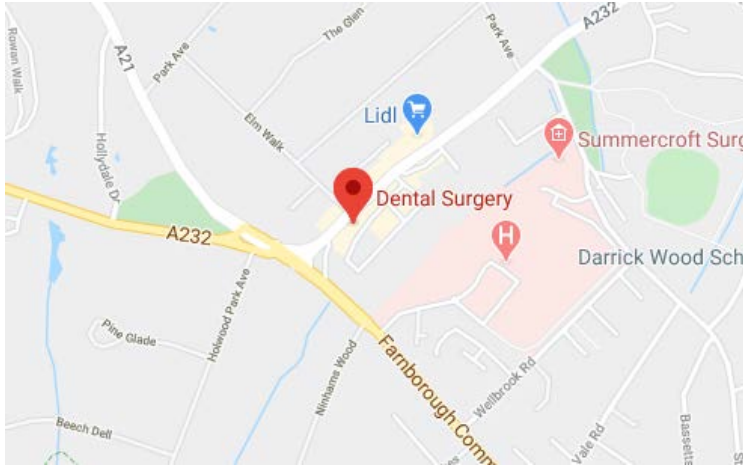 Rowan Walk
A21
Park Ave
The Glen
Park Ave
A232
Hollydale Dr
Elm Walk
Lidl
Summercroft Surg
Dental Surgery
A232
H
Darrick Wood Sch
Holwood Park Ave
Pine Glade
Ninhams Wood
Farnborough Comm
Wellbrook Rd
Beech Dell
Vale Rd
Bassetts